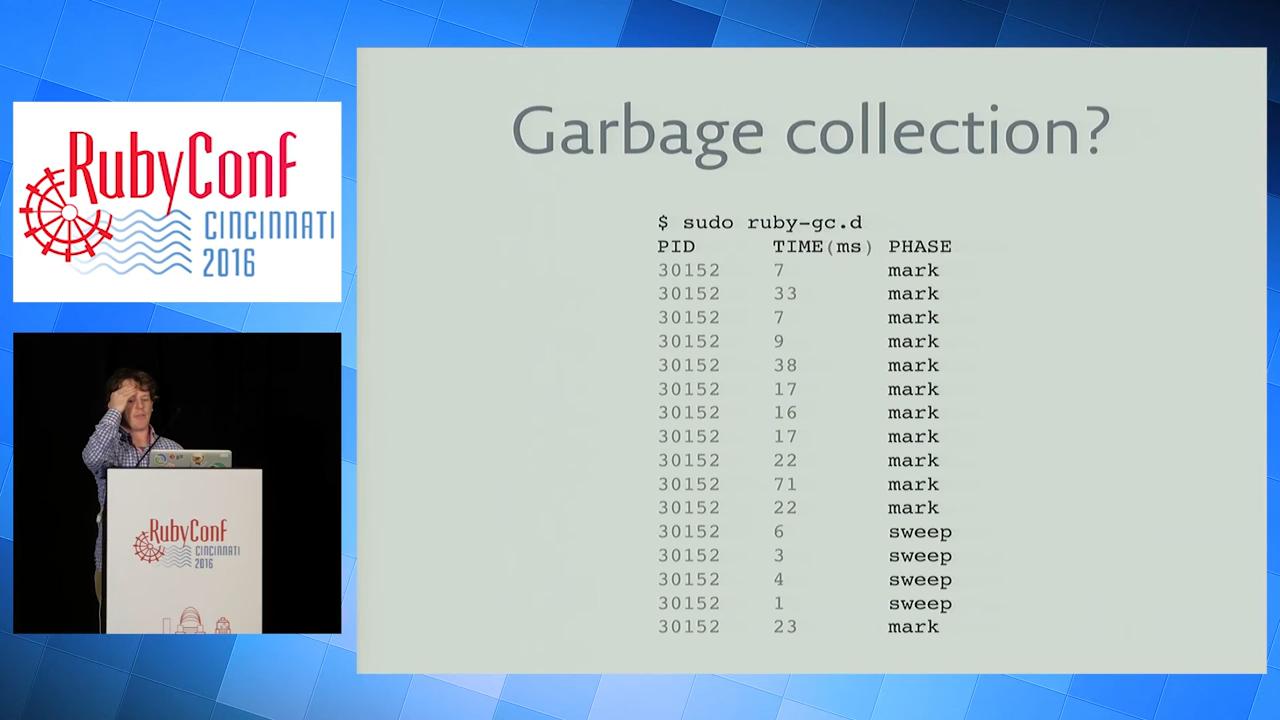 RubyConf
CINCINNATI
2016
RubyConf
CINCINNATI
2016
Garbage collection?
$ sudo ruby-gc.d
PID TIME(ms) PHASE
30152 7 mark
30152 33 mark
30152 7 mark
30152 9 mark
30152 38 mark
30152 17 mark
30152 16 mark
30152 17 mark
30152 22 mark
30152 71 mark
30152 22 mark
30152 6 sweep
30152 3 sweep
30152 4 sweep
30152 1 sweep
30152 23 mark